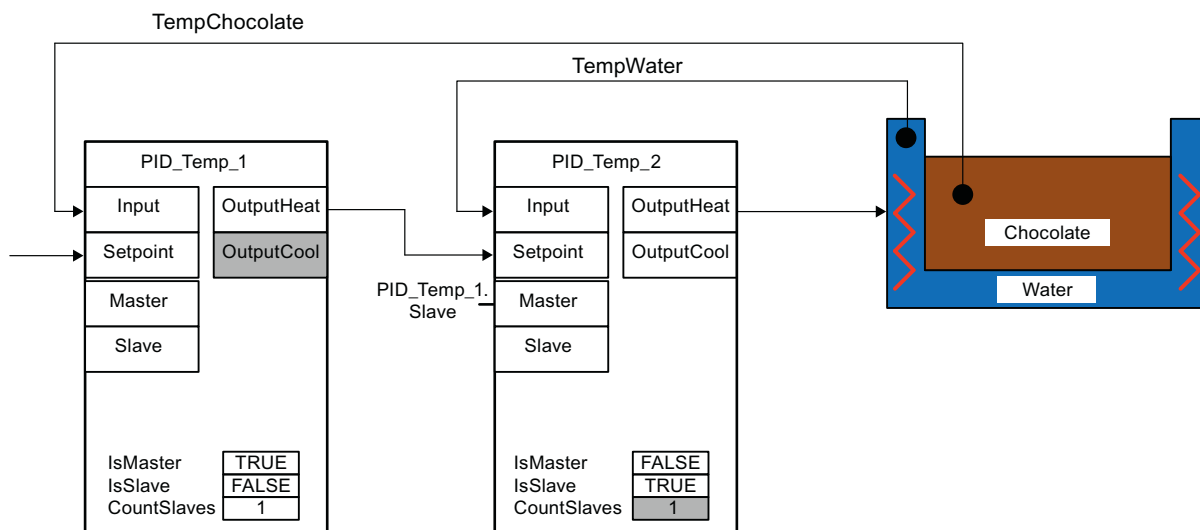 TempChocolate
TempWater
PID_Temp_1
Input
OutputHeat
Setpoint
OutputCool
Master
Slave
IsMaster TRUE
IsSlave FALSE
CountSlaves 1
PID_Temp_2
Input
OutputHeat
Setpoint
OutputCool
PID_Temp_1.
Slave
Master
Slave
IsMaster FALSE
IsSlave TRUE
CountSlaves 1
Chocolate
Water